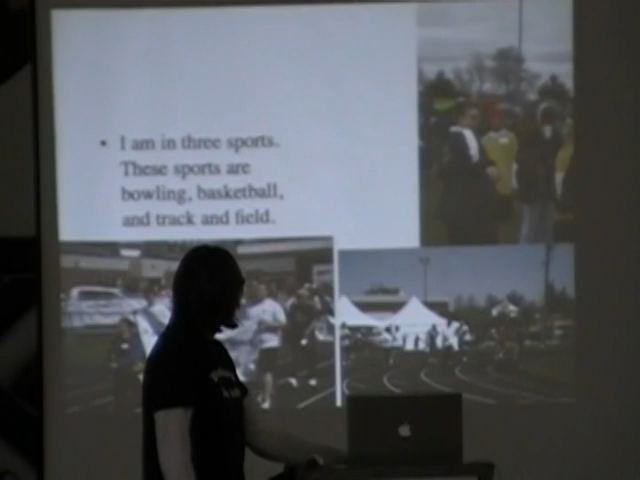 • I am in three sports.
These sports are
bowling, basketball,
and track and field.